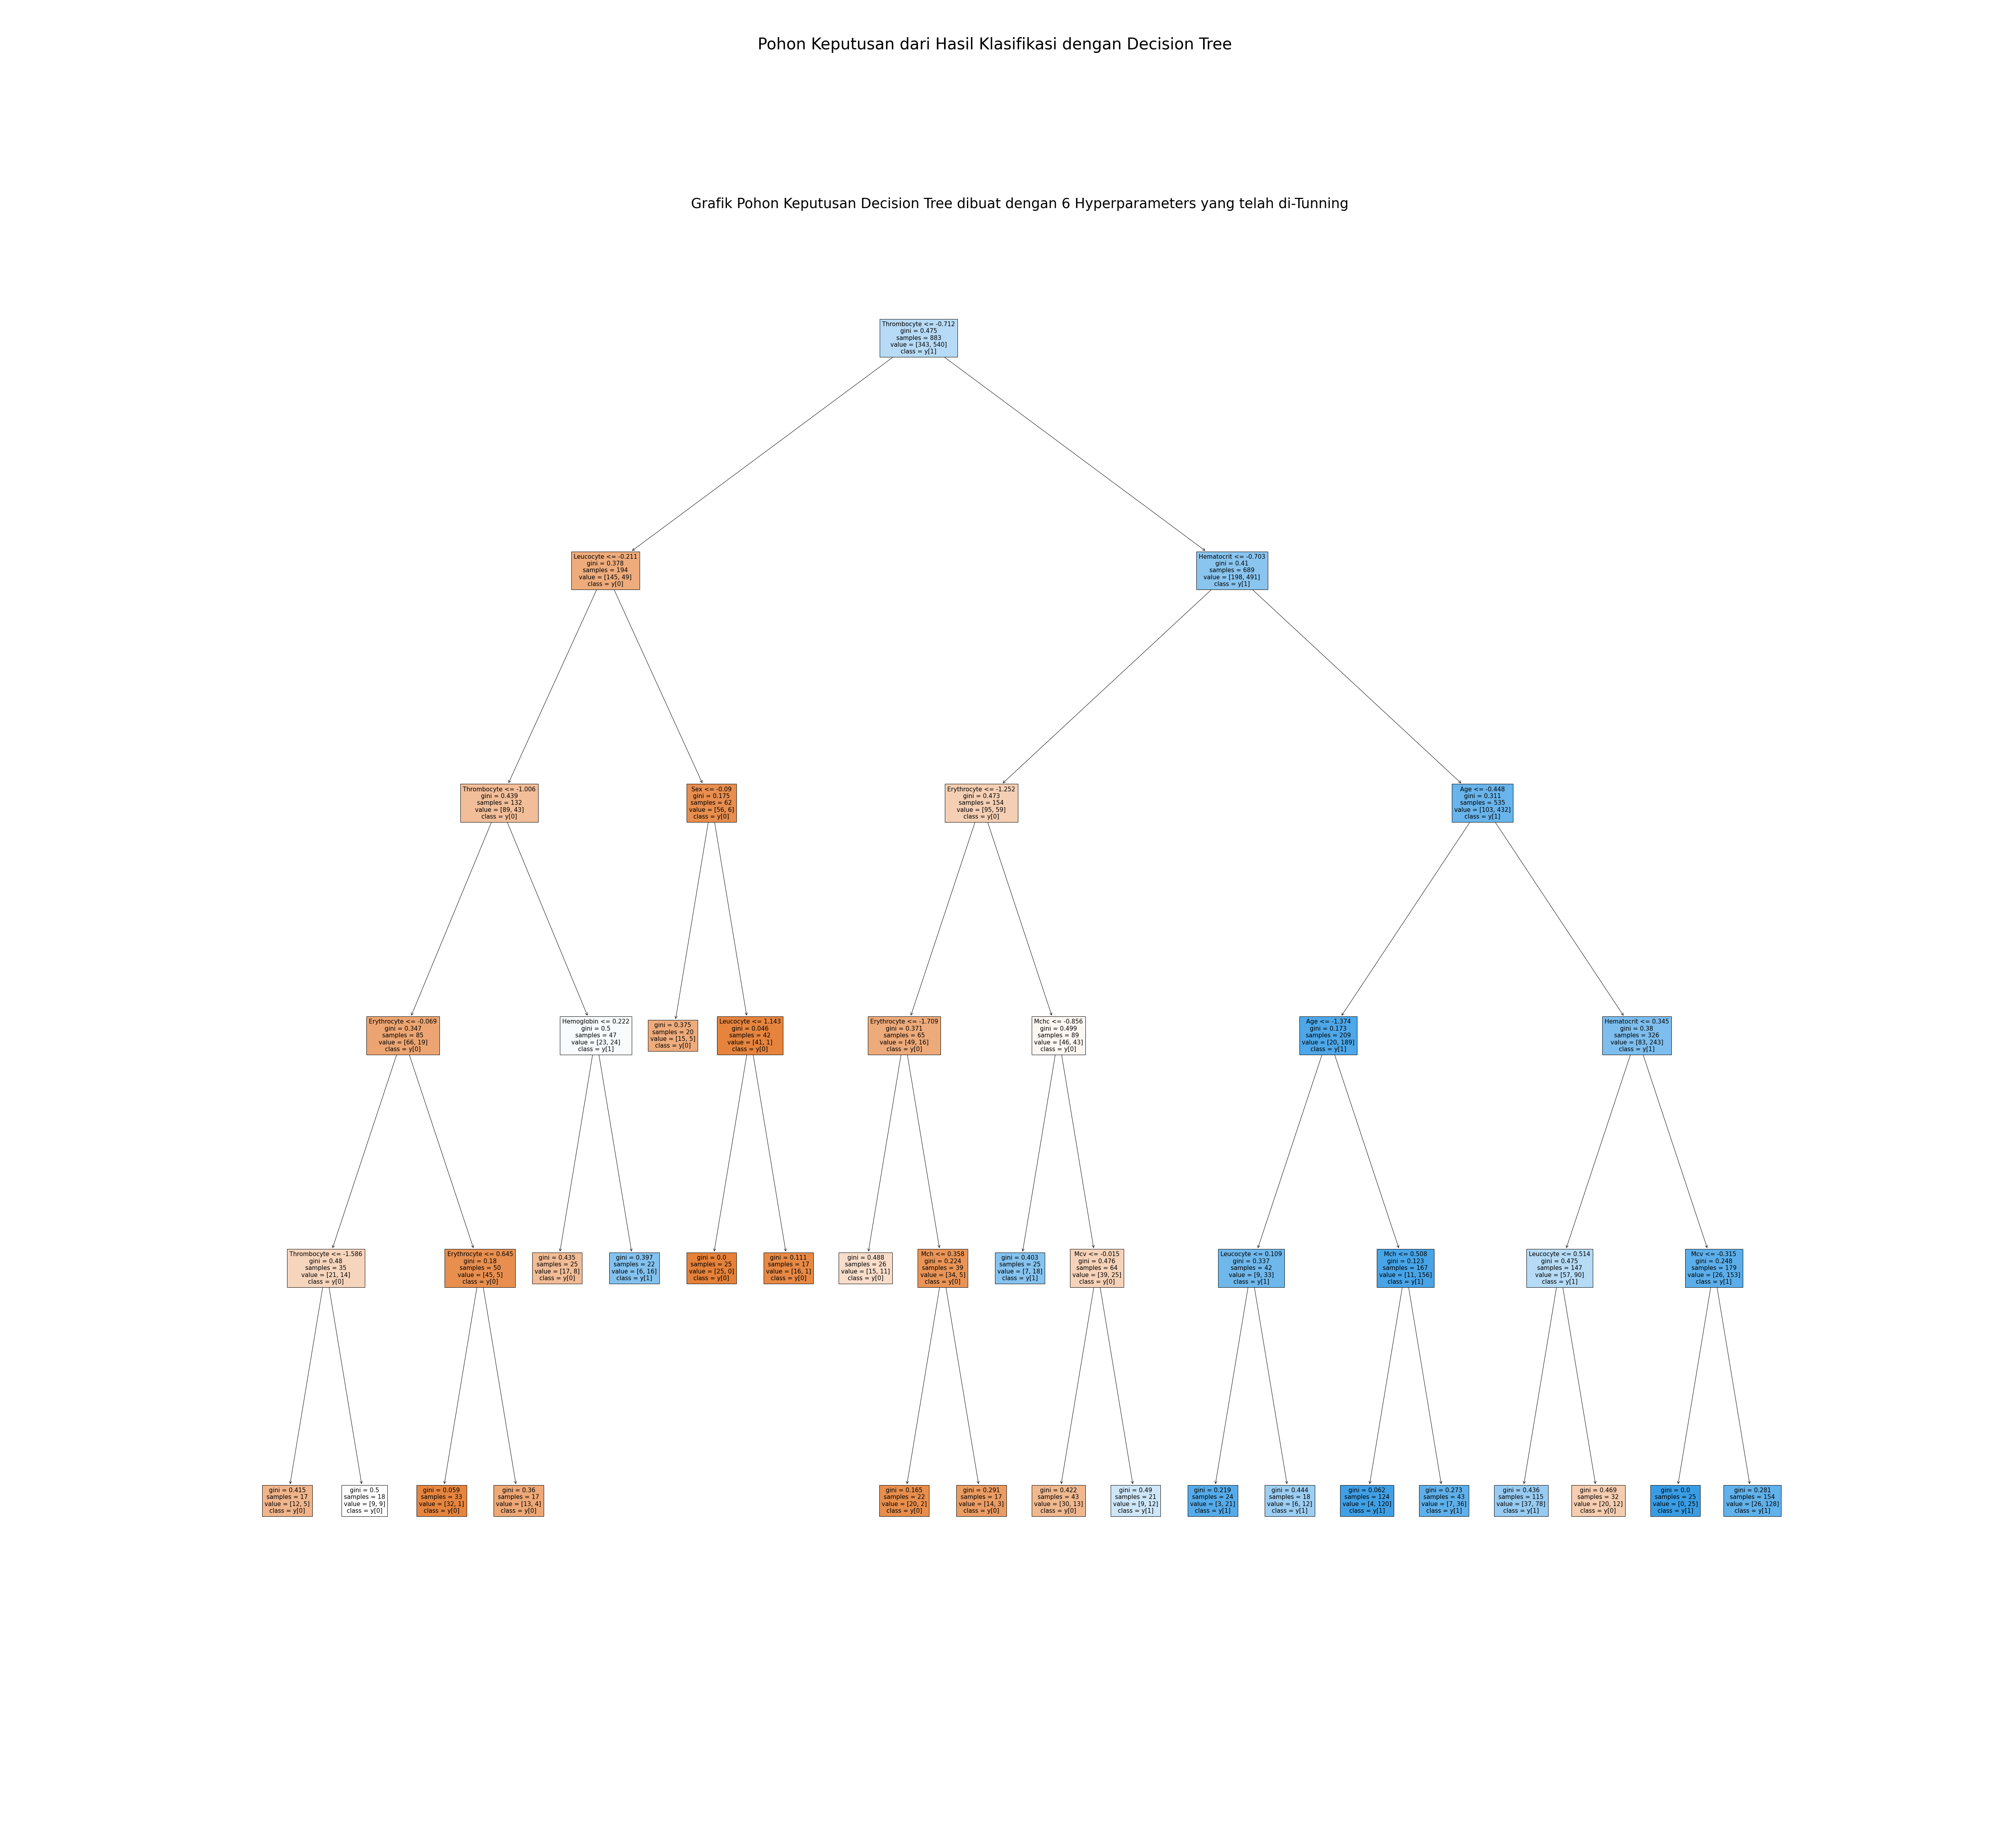 Pohon Keputusan dari Hasil Klasifikasi dengan Decision Tree
Grafik Pohon Keputusan Decision Tree dibuat dengan 6 Hyperparameters yang telah di-Tunning
Thrombocyte <= -0.712
gini = 0.475
samples = 883
value = [343, 540]
class = y[1]
Leucocyte <= -0.211
gini = 0.378
samples = 194
value = [145, 49]
class = y[0]
Hematocrit <= -0.703
gini = 0.41
samples = 689
value = [198, 491]
class = y[1]
Thrombocyte <= -1.006
gini = 0.439
samples = 132
value = [89, 43]
class = y[0]
Sex <= -0.09
gini = 0.175
samples = 62
value = [56, 6]
class = y[0]
Erythrocyte <= -1.252
gini = 0.473
samples = 154
value = [95, 59]
class = y[0]
Age <= -0.448
gini = 0.311
samples = 535
value = [103, 432]
class = y[1]
Erythrocyte <= -0.069
gini = 0.347
samples = 85
value = [66, 19]
class = y[0]
Hemoglobin <= 0.222
gini = 0.5
samples = 47
value = [23, 24]
class = y[1]
gini = 0.375
samples = 20
value = [15, 5]
class = y[0]
Leucocyte <= 1.143
gini = 0.046
samples = 42
value = [41, 1]
class = y[0]
Erythrocyte <= -1.709
gini = 0.371
samples = 65
value = [49, 16]
class = y[0]
Mchc <= -0.856
gini = 0.499
samples = 89
value = [46, 43]
class = y[0]
Age <= -1.374
gini = 0.173
samples = 209
value = [20, 189]
class = y[1]
Hematocrit <= 0.345
gini = 0.38
samples = 326
value = [83, 243]
class = y[1]
Thrombocyte <= -1.586
gini = 0.48
samples = 35
value = [21, 14]
class = y[0]
Erythrocyte <= 0.645
gini = 0.18
samples = 50
value = [45, 5]
class = y[0]
gini = 0.435
samples = 25
value = [17, 8]
class = y[0]
gini = 0.397
samples = 22
value = [6, 16]
class = y[1]
gini = 0.0
samples = 25
value = [25, 0]
class = y[0]
gini = 0.111
samples = 17
value = [16, 1]
class = y[0]
gini = 0.488
samples = 26
value = [15, 11]
class = y[0]
Mch <= 0.358
gini = 0.224
samples = 39
value = [34, 5]
class = y[0]
gini = 0.403
samples = 25
value = [7, 18]
class = y[1]
Mcv <= -0.015
gini = 0.476
samples = 64
value = [39, 25]
class = y[0]
Leucocyte <= 0.109
gini = 0.337
samples = 42
value = [9, 33]
class = y[1]
Mch <= 0.508
gini = 0.123
samples = 167
value = [11, 156]
class = y[1]
Leucocyte <= 0.514
gini = 0.475
samples = 147
value = [57, 90]
class = y[1]
Mcv <= -0.315
gini = 0.248
samples = 179
value = [26, 153]
class = y[1]
gini = 0.415
samples = 17
value = [12, 5]
class = y[0]
gini = 0.5
samples = 18
value = [9, 9]
class = y[0]
gini = 0.059
samples = 33
value = [32, 1]
class = y[0]
gini = 0.36
samples = 17
value = [13, 4]
class = y[0]
gini = 0.165
samples = 22
value = [20, 2]
class = y[0]
gini = 0.291
samples = 17
value = [14, 3]
class = y[0]
gini = 0.422
samples = 43
value = [30, 13]
class = y[0]
gini = 0.49
samples = 21
value = [9, 12]
class = y[1]
gini = 0.219
samples = 24
value = [3, 21]
class = y[1]
gini = 0.444
samples = 18
value = [6, 12]
class = y[1]
gini = 0.062
samples = 124
value = [4, 120]
class = y[1]
gini = 0.273
samples = 43
value = [7, 36]
class = y[1]
gini = 0.436
samples = 115
value = [37, 78]
class = y[1]
gini = 0.469
samples = 32
value = [20, 12]
class = y[0]
gini = 0.0
samples = 25
value = [0, 25]
class = y[1]
gini = 0.281
samples = 154
value = [26, 128]
class = y[1]